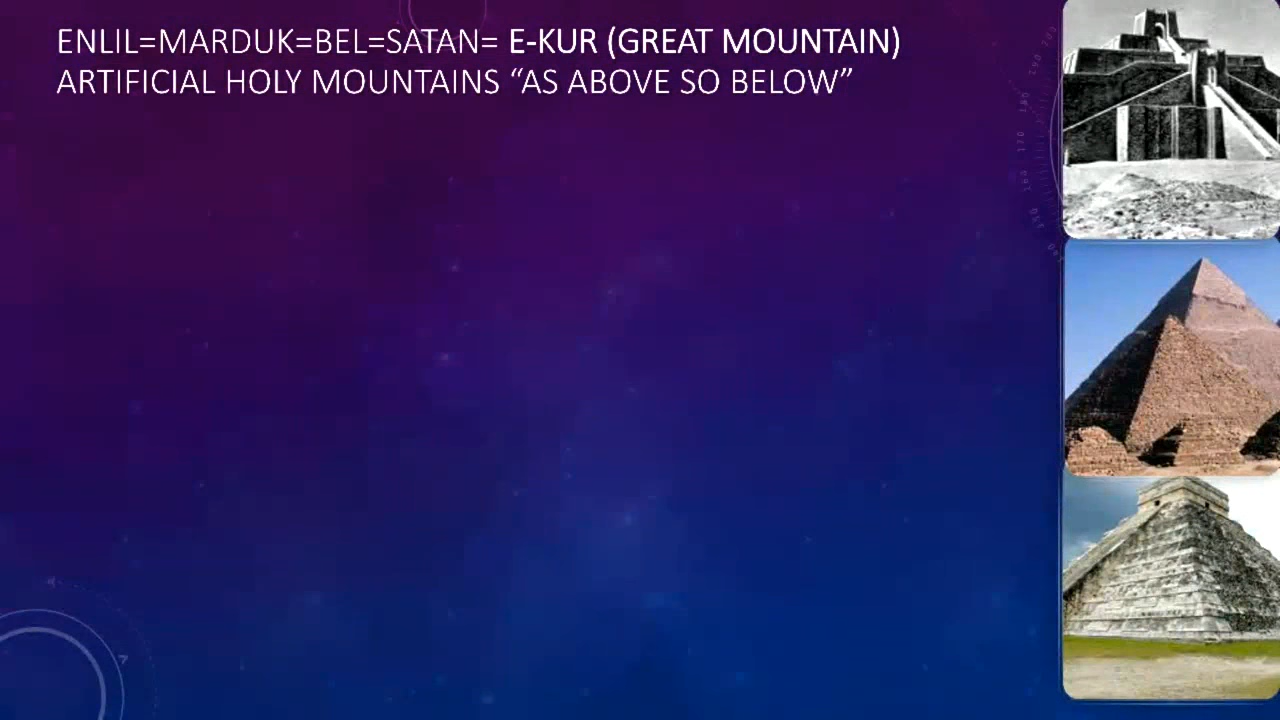 ENLIL=MARDUK=BEL=SATAN= E-KUR (GREAT MOUNTAIN)
ARTIFICIAL HOLY MOUNTAINS “AS ABOVE SO BELOW”